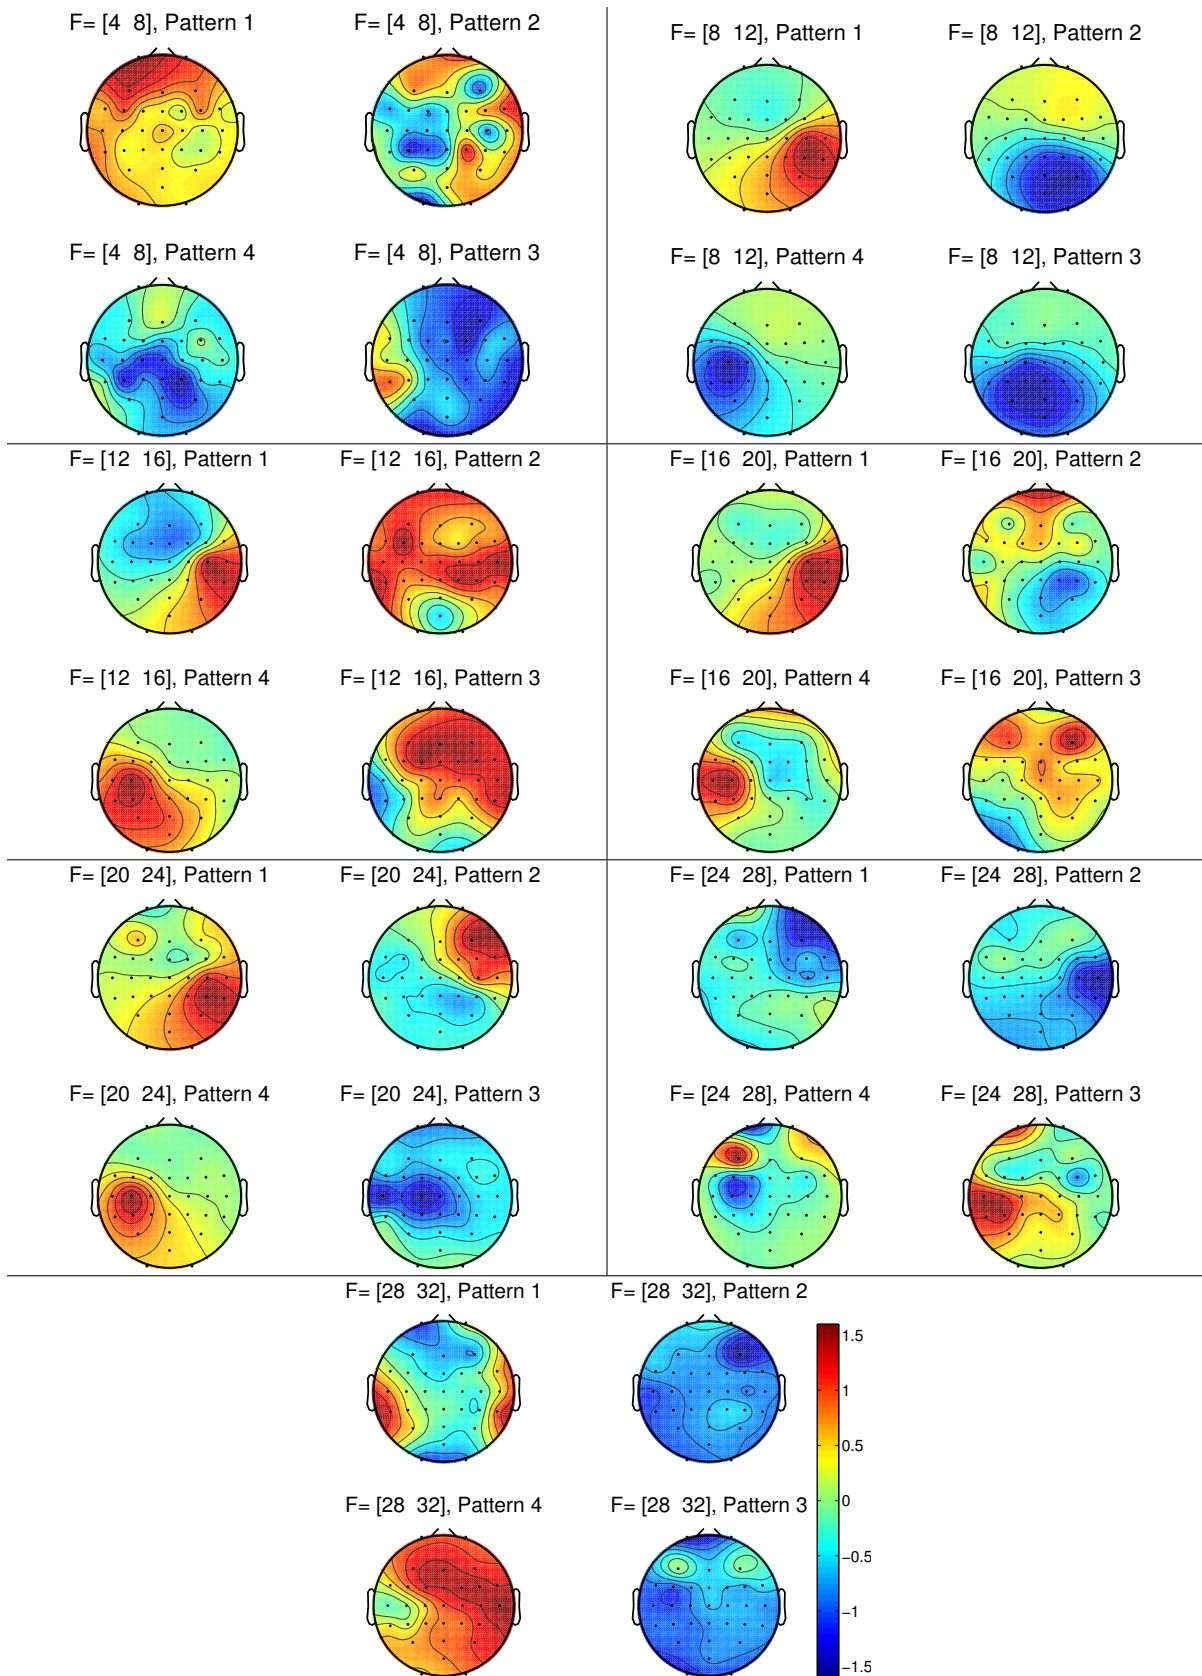 F= [4 8], Pattern 1
F= [4 8], Pattern 2
F= [8 12], Pattern 1
F= [8 12], Pattern 2
F= [4 8], Pattern 4
F= [4 8], Pattern 3
F= [8 12], Pattern 4
F= [8 12], Pattern 3
F= [12 16], Pattern 1
F= [12 16], Pattern 2
F= [16 20], Pattern 1
F= [16 20], Pattern 2
F= [12 16], Pattern 4
F= [12 16], Pattern 3
F= [16 20], Pattern 4
F= [16 20], Pattern 3
F= [20 24], Pattern 1
F= [20 24], Pattern 2
F= [24 28], Pattern 1
F= [24 28], Pattern 2
F= [20 24], Pattern 4
F= [20 24], Pattern 3
F= [24 28], Pattern 4
F= [24 28], Pattern 3
F= [28 32], Pattern 1
F= [28 32], Pattern 2
F= [28 32], Pattern 4
F= [28 32], Pattern 3
1.5
1
0.5
0
−0.5
−1
−1.5